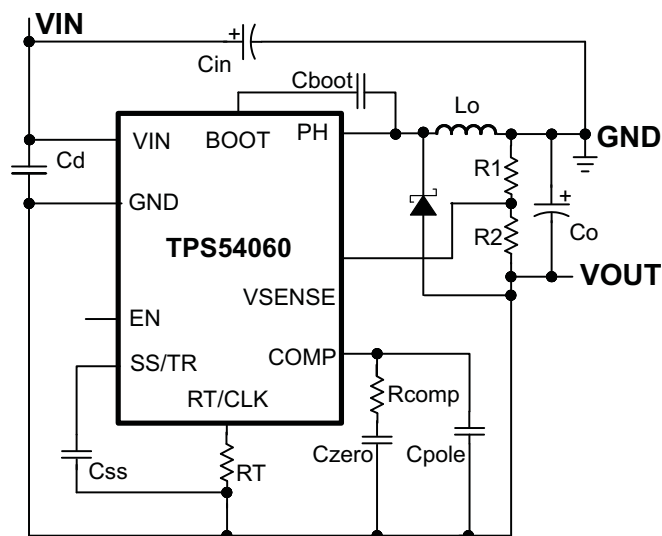 VIN
+
Cin
Cboot
Lo
VIN
BOOT
PH
GND
Cd
R1
GND
+
TPS54060
R2
Co
VOUT
VSENSE
EN
COMP
SS/TR
RT/CLK
Rcomp
Css
RT
Czero
Cpole